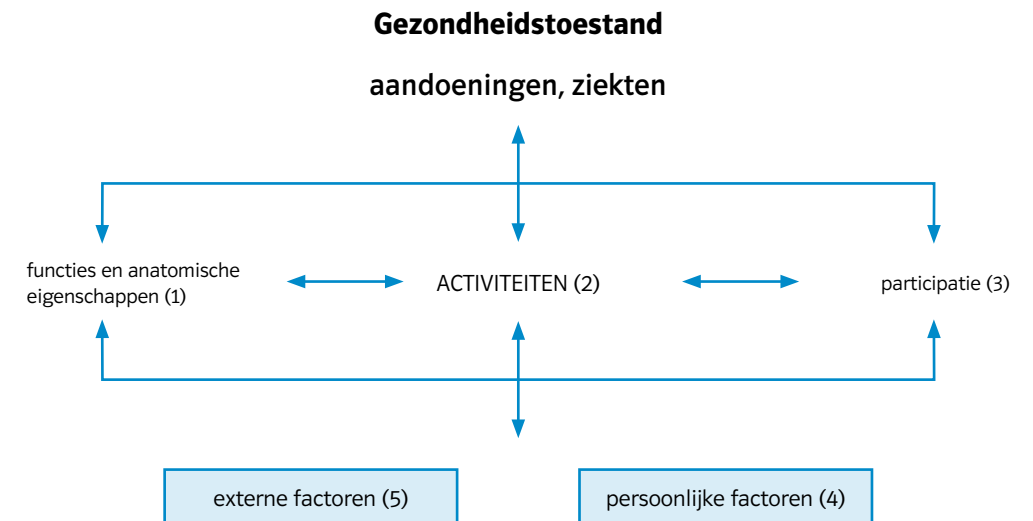 Gezondheidstoestand
aandoeningen, ziekten
functies en anatomische
eigenschappen (1)
ACTIVITEITEN (2)
participatie (3)
externe factoren (5)
persoonlijke factoren (4)